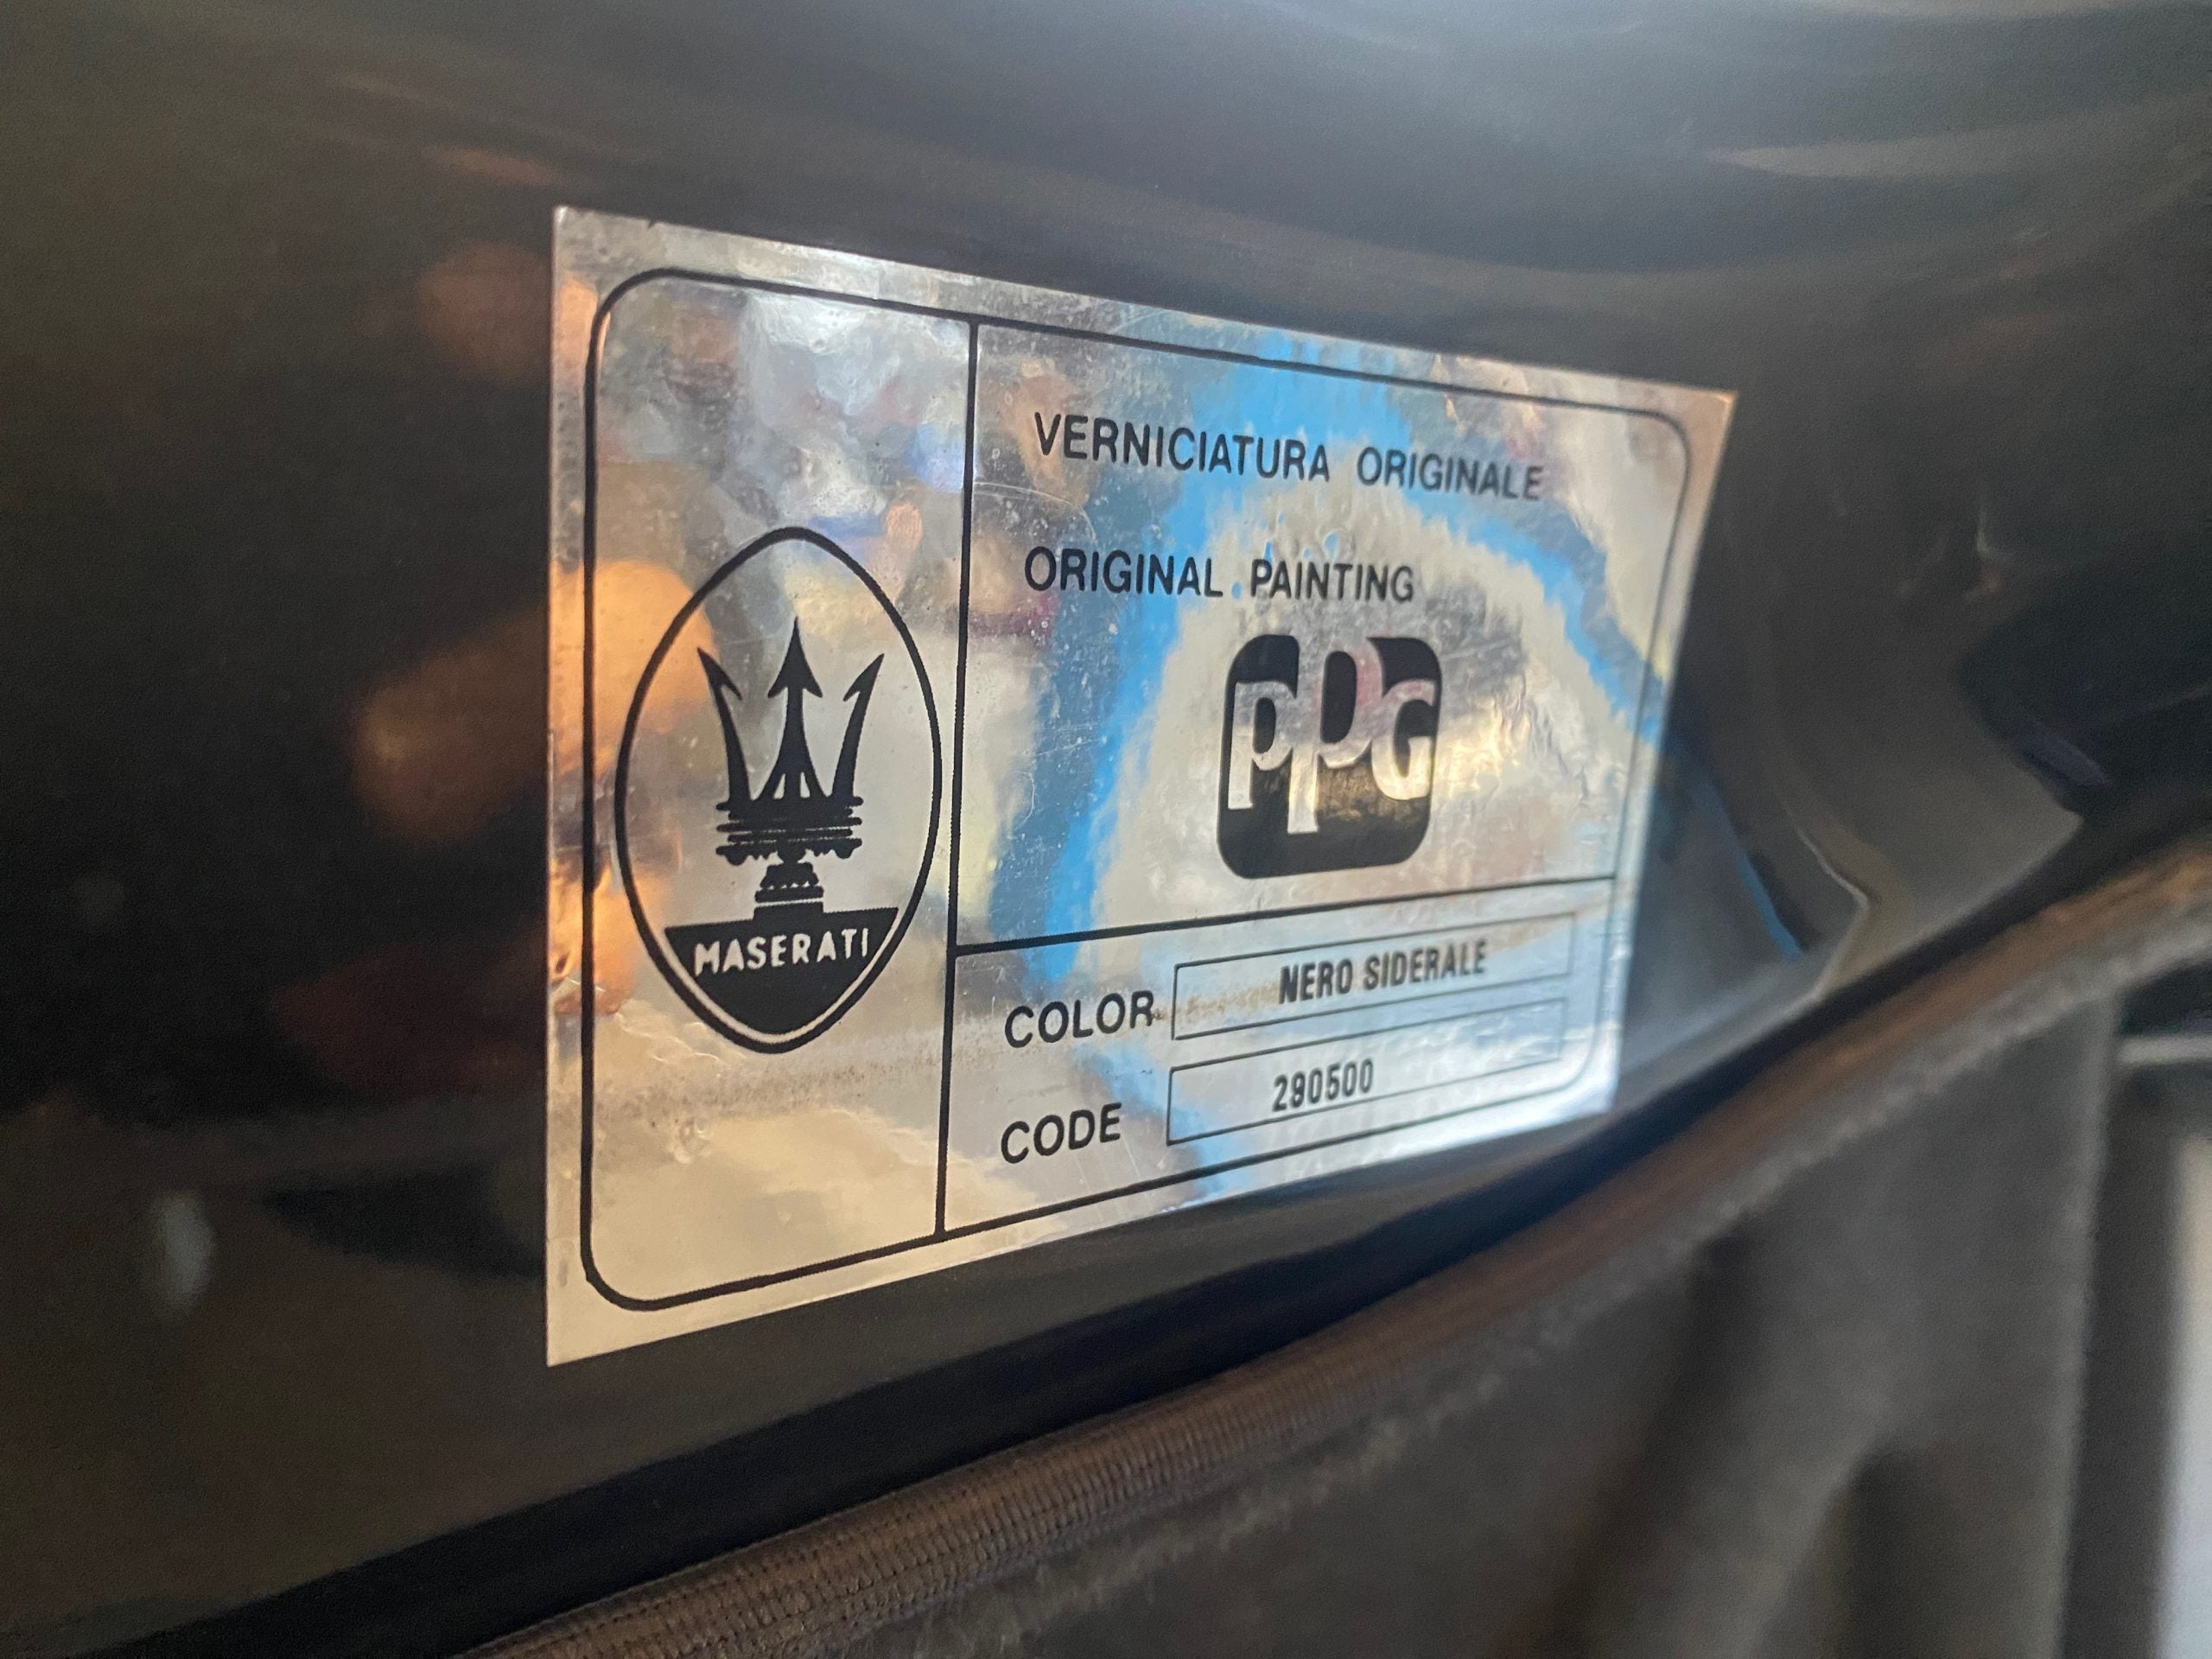 VERNICIATURA ORIGINALE
ORIGINAL PAINTING
PPG
MASERATI
COLOR NERO SIDERALE
CODE 280500